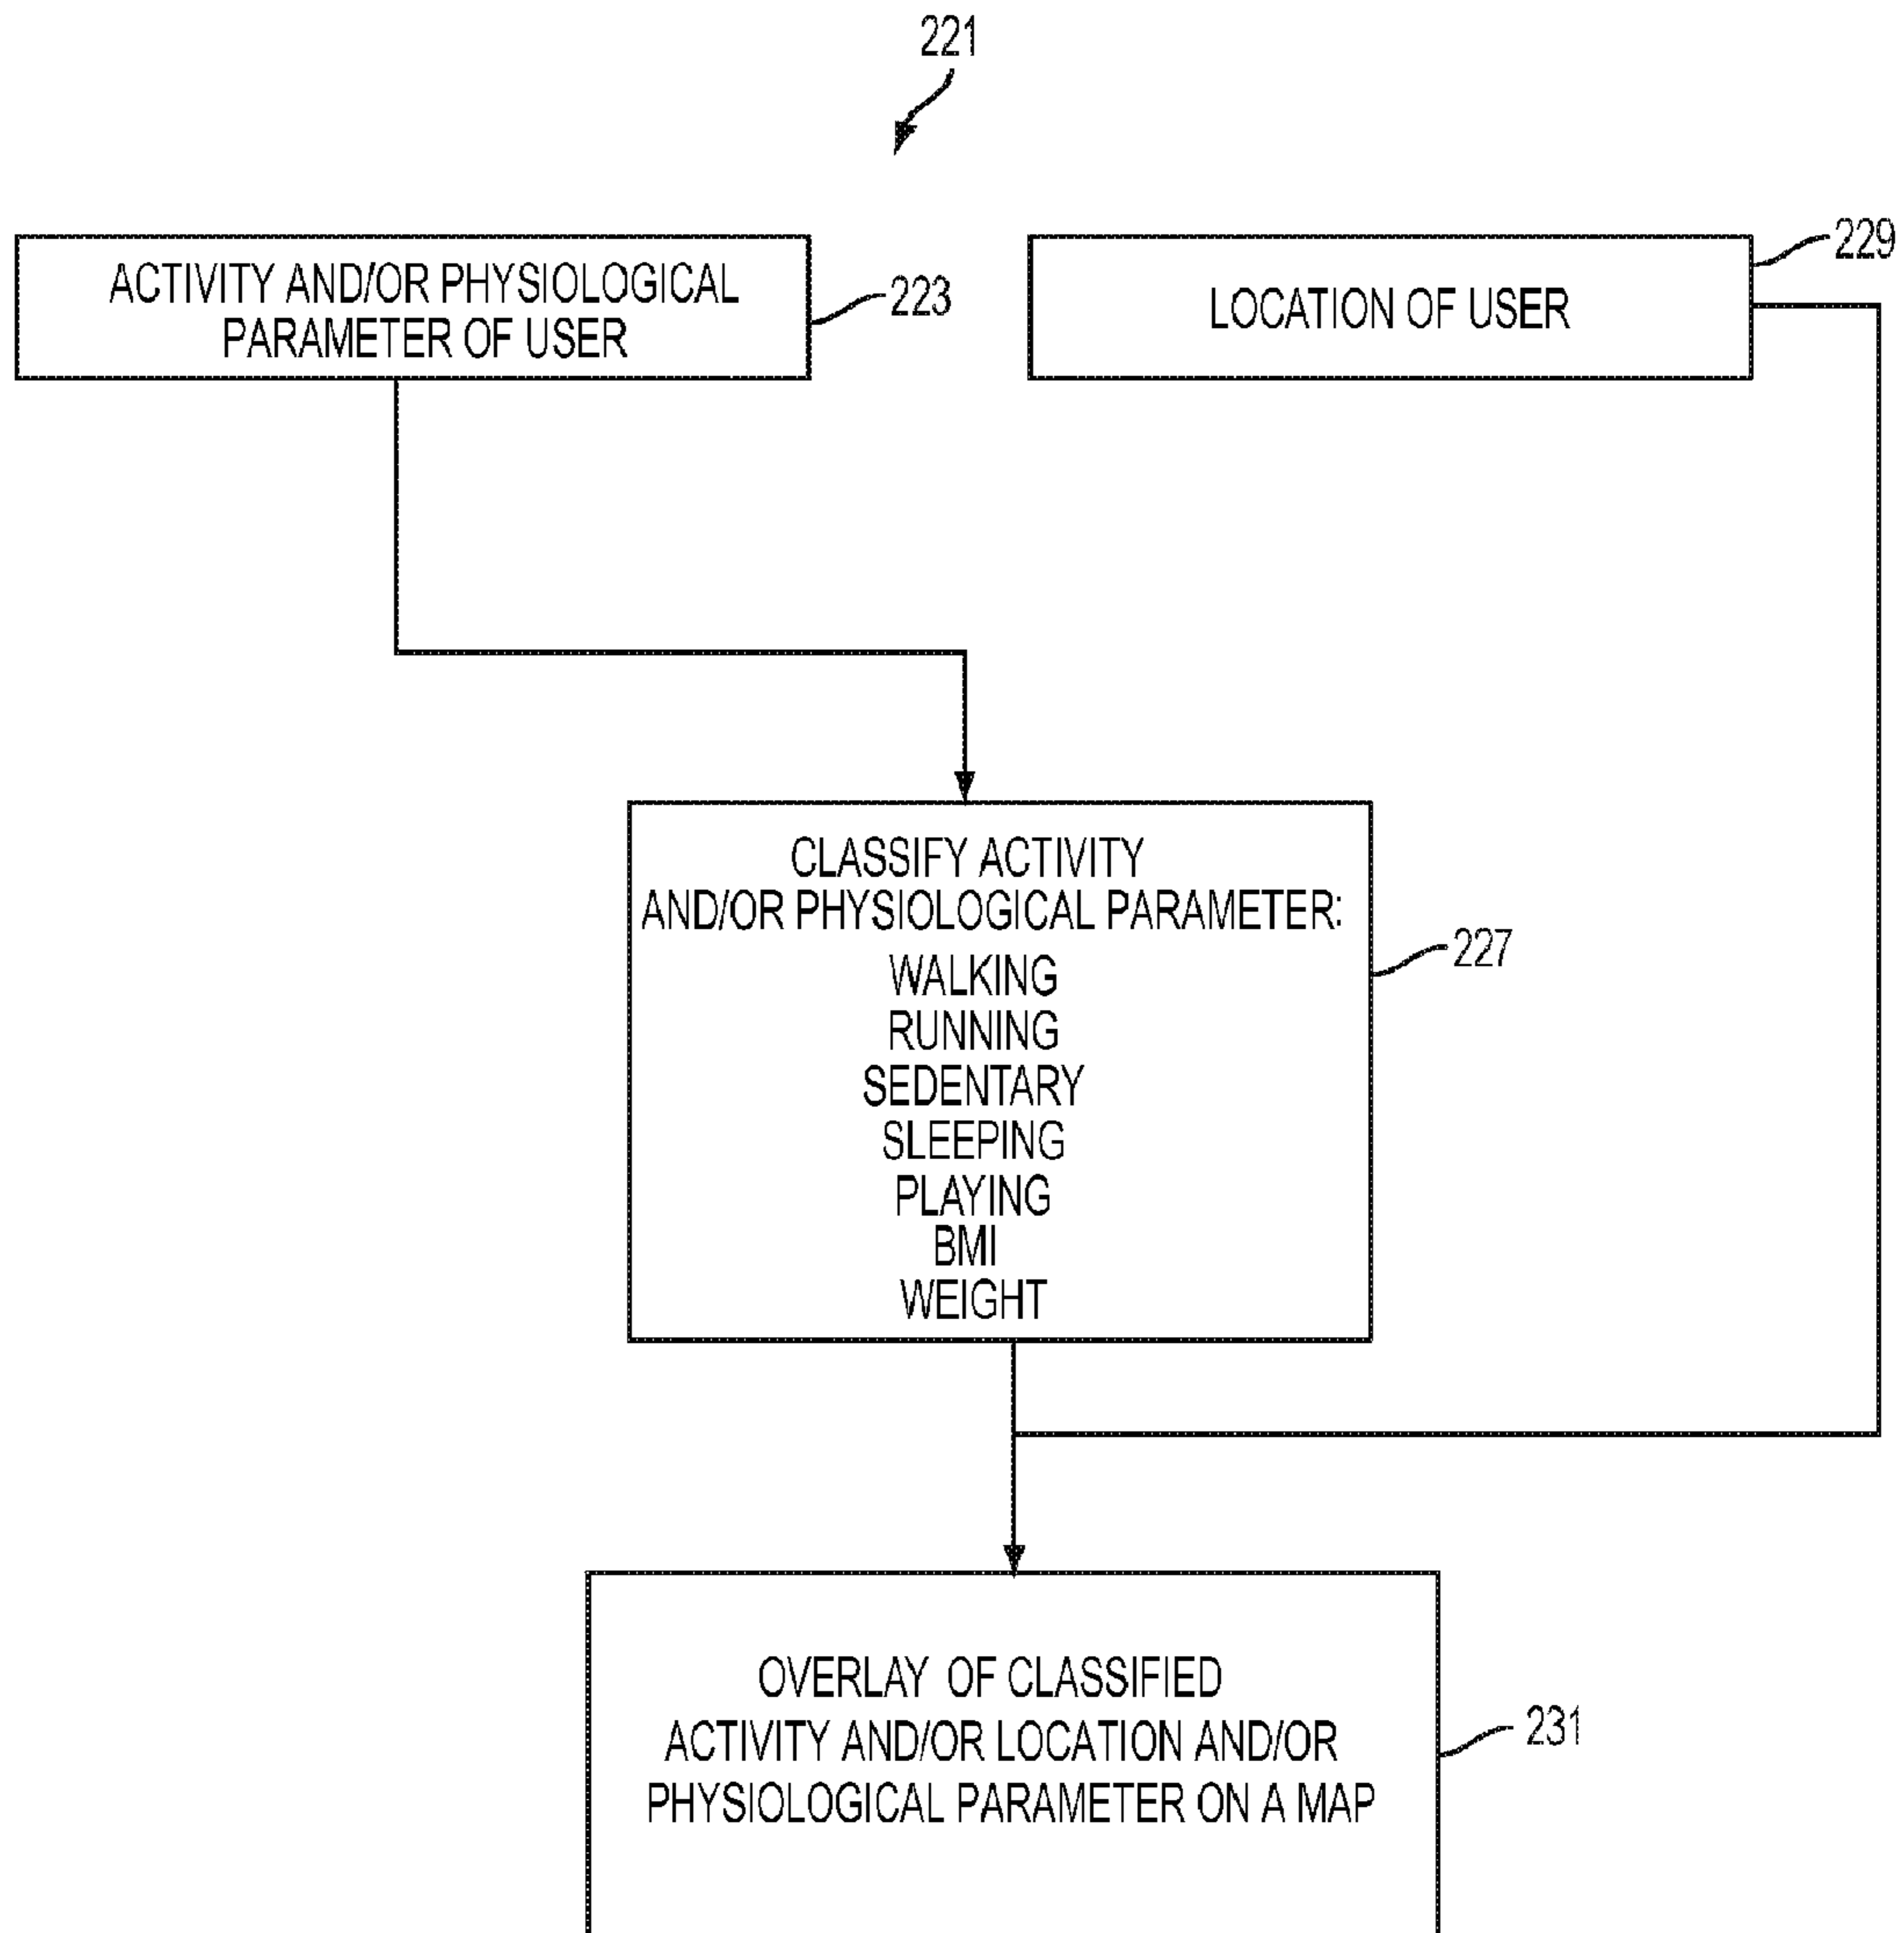 221
ACTIVITY AND/OR PHYSIOLOGICAL
PARAMETER OF USER
223
LOCATION OF USER
229
CLASSIFY ACTIVITY
AND/OR PHYSIOLOGICAL PARAMETER:
WALKING
RUNNING
SEDENTARY
SLEEPING
PLAYING
BMI
WEIGHT
227
OVERLAY OF CLASSIFIED
ACTIVITY AND/OR LOCATION AND/OR
PHYSIOLOGICAL PARAMETER ON A MAP
231